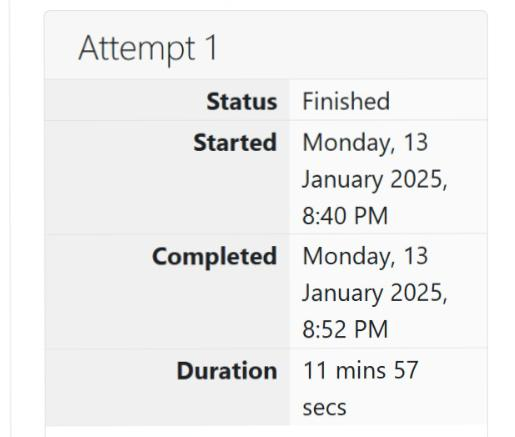 Attempt 1
Status Finished
Started Monday, 13
January 2025,
8:40 PM
Completed Monday, 13
January 2025,
8:52 PM
Duration 11 mins 57
secs